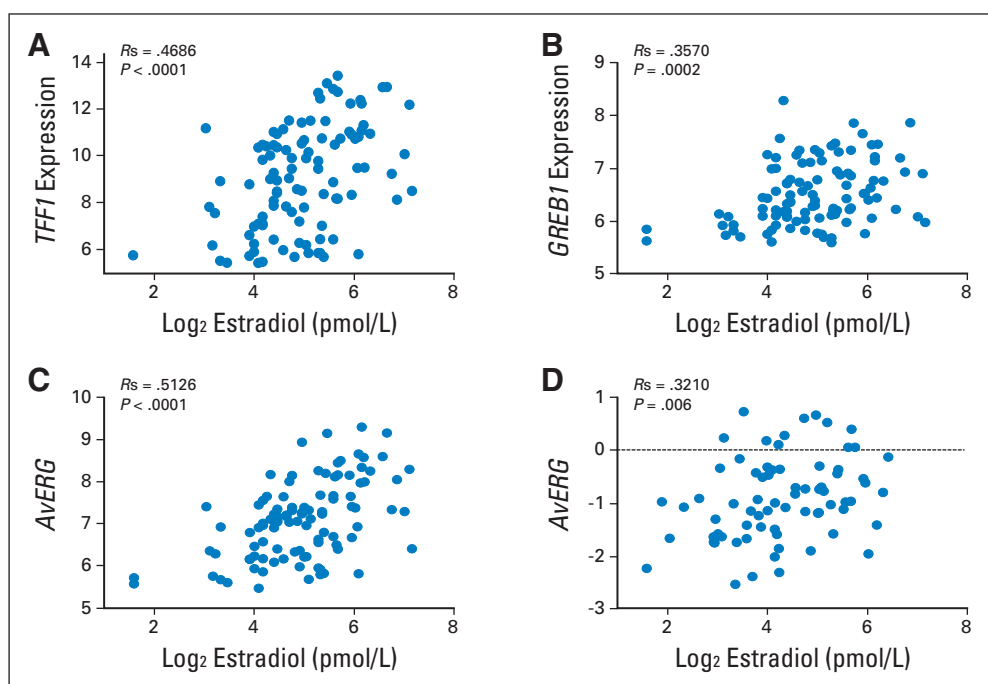 A
Rs = .4686
P < .0001
TFF1 Expression
14
12
10
8
6
2 4 6 8
Log₂ Estradiol (pmol/L)
B
Rs = .3570
P = .0002
GREB1 Expression
9
8
7
6
5
2 4 6 8
Log₂ Estradiol (pmol/L)
C
Rs = .5126
P < .0001
AvERG
10
9
8
7
6
5
2 4 6 8
Log₂ Estradiol (pmol/L)
D
Rs = .3210
P = .006
AvERG
1
0
-1
-2
-3
2 4 6 8
Log₂ Estradiol (pmol/L)